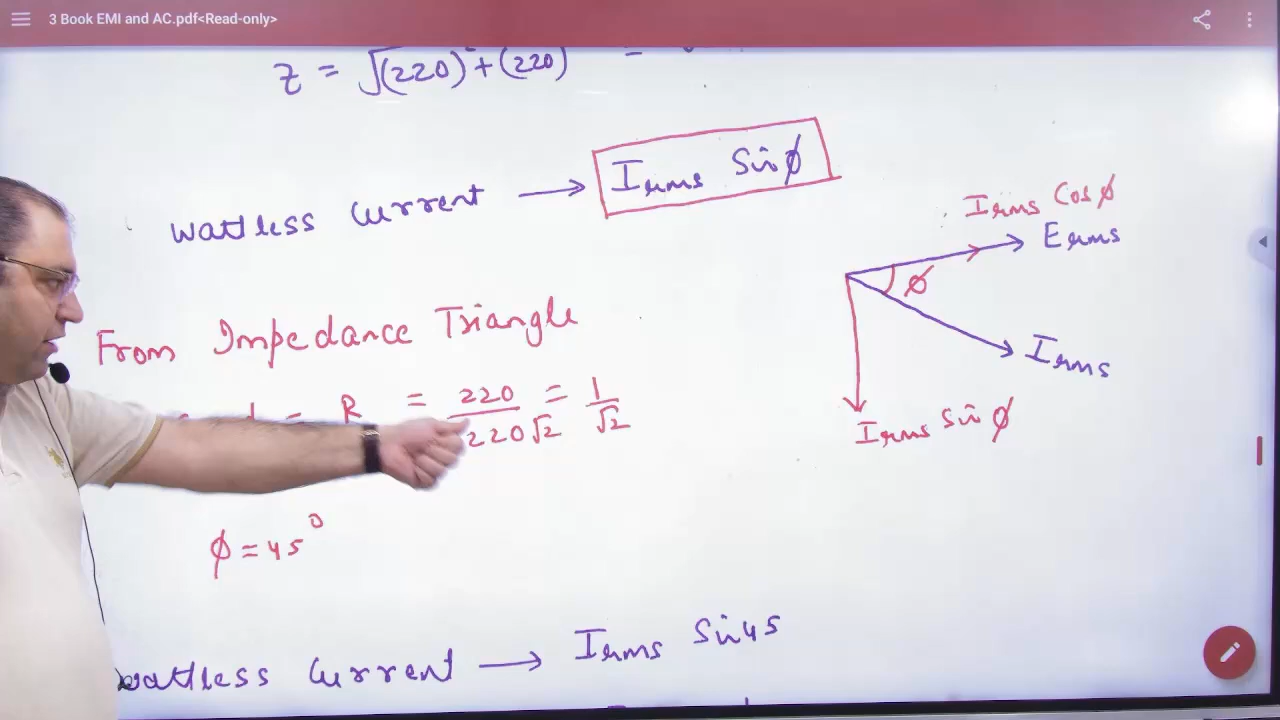 3 Book EMI and AC.pdf<Read-only>
Z = √(220)² + (220)² =
wattless current → Irms Sinϕ
Irms Cosϕ
Erms
ϕ
Irms
Irms Sinϕ
From Impedance Triangle
= R = 220/220√2 = 1/√2
ϕ = 45⁰
wattless current → Irms Sin45